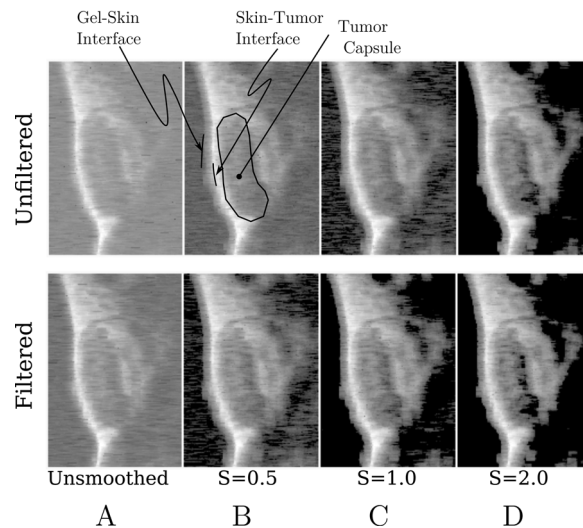 Gel-Skin
Interface
Skin-Tumor
Interface
Tumor
Capsule
Unfiltered
Filtered
Unsmoothed
S=0.5
S=1.0
S=2.0
A
B
C
D